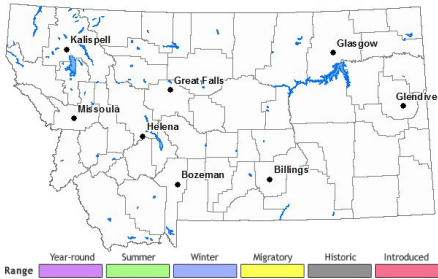 Kalispell
Glasgow
Great Falls
Glendive
Missoula
Helena
Bozeman
Billings
Year-round Summer Winter Migratory Historic Introduced
Range